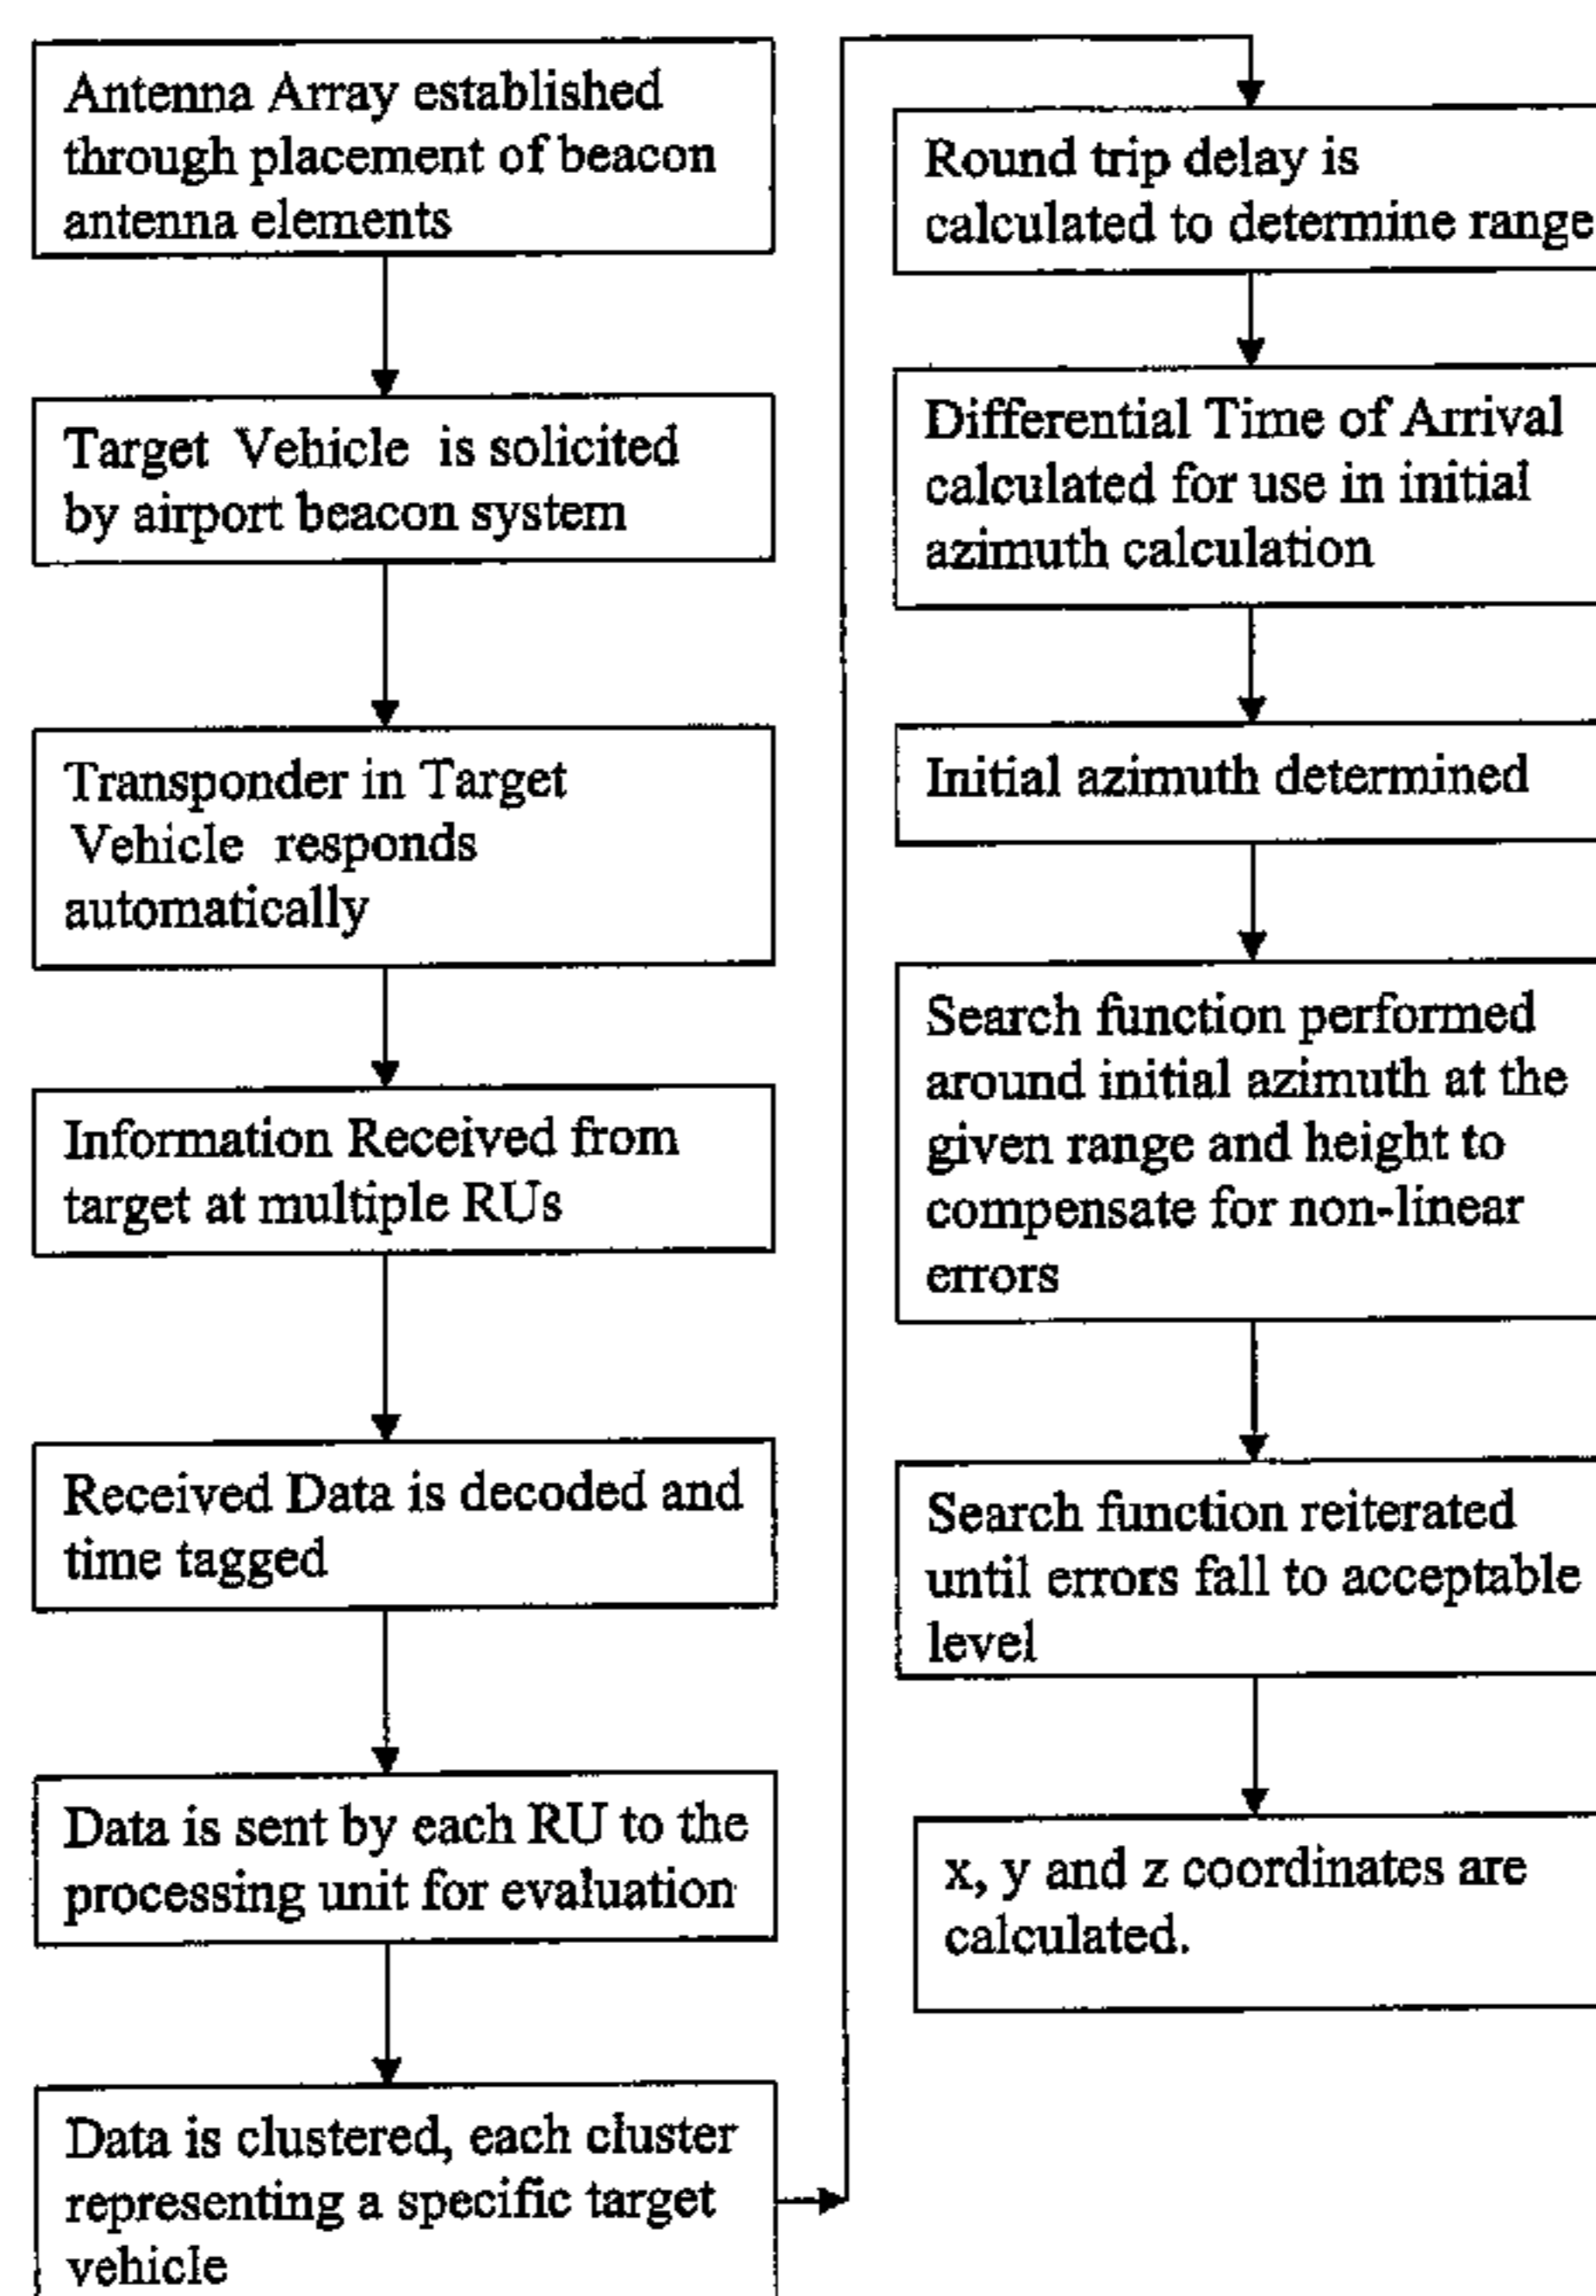 Antenna Array established
through placement of beacon
antenna elements
Target Vehicle is solicited
by airport beacon system
Transponder in Target
Vehicle responds
automatically
Information Received from
target at multiple RUs
Received Data is decoded and
time tagged
Data is sent by each RU to the
processing unit for evaluation
Data is clustered, each cluster
representing a specific target
vehicle
Round trip delay is
calculated to determine range
Differential Time of Arrival
calculated for use in initial
azimuth calculation
Initial azimuth determined
Search function performed
around initial azimuth at the
given range and height to
compensate for non-linear
errors
Search function reiterated
until errors fall to acceptable
level
x, y and z coordinates are
calculated.